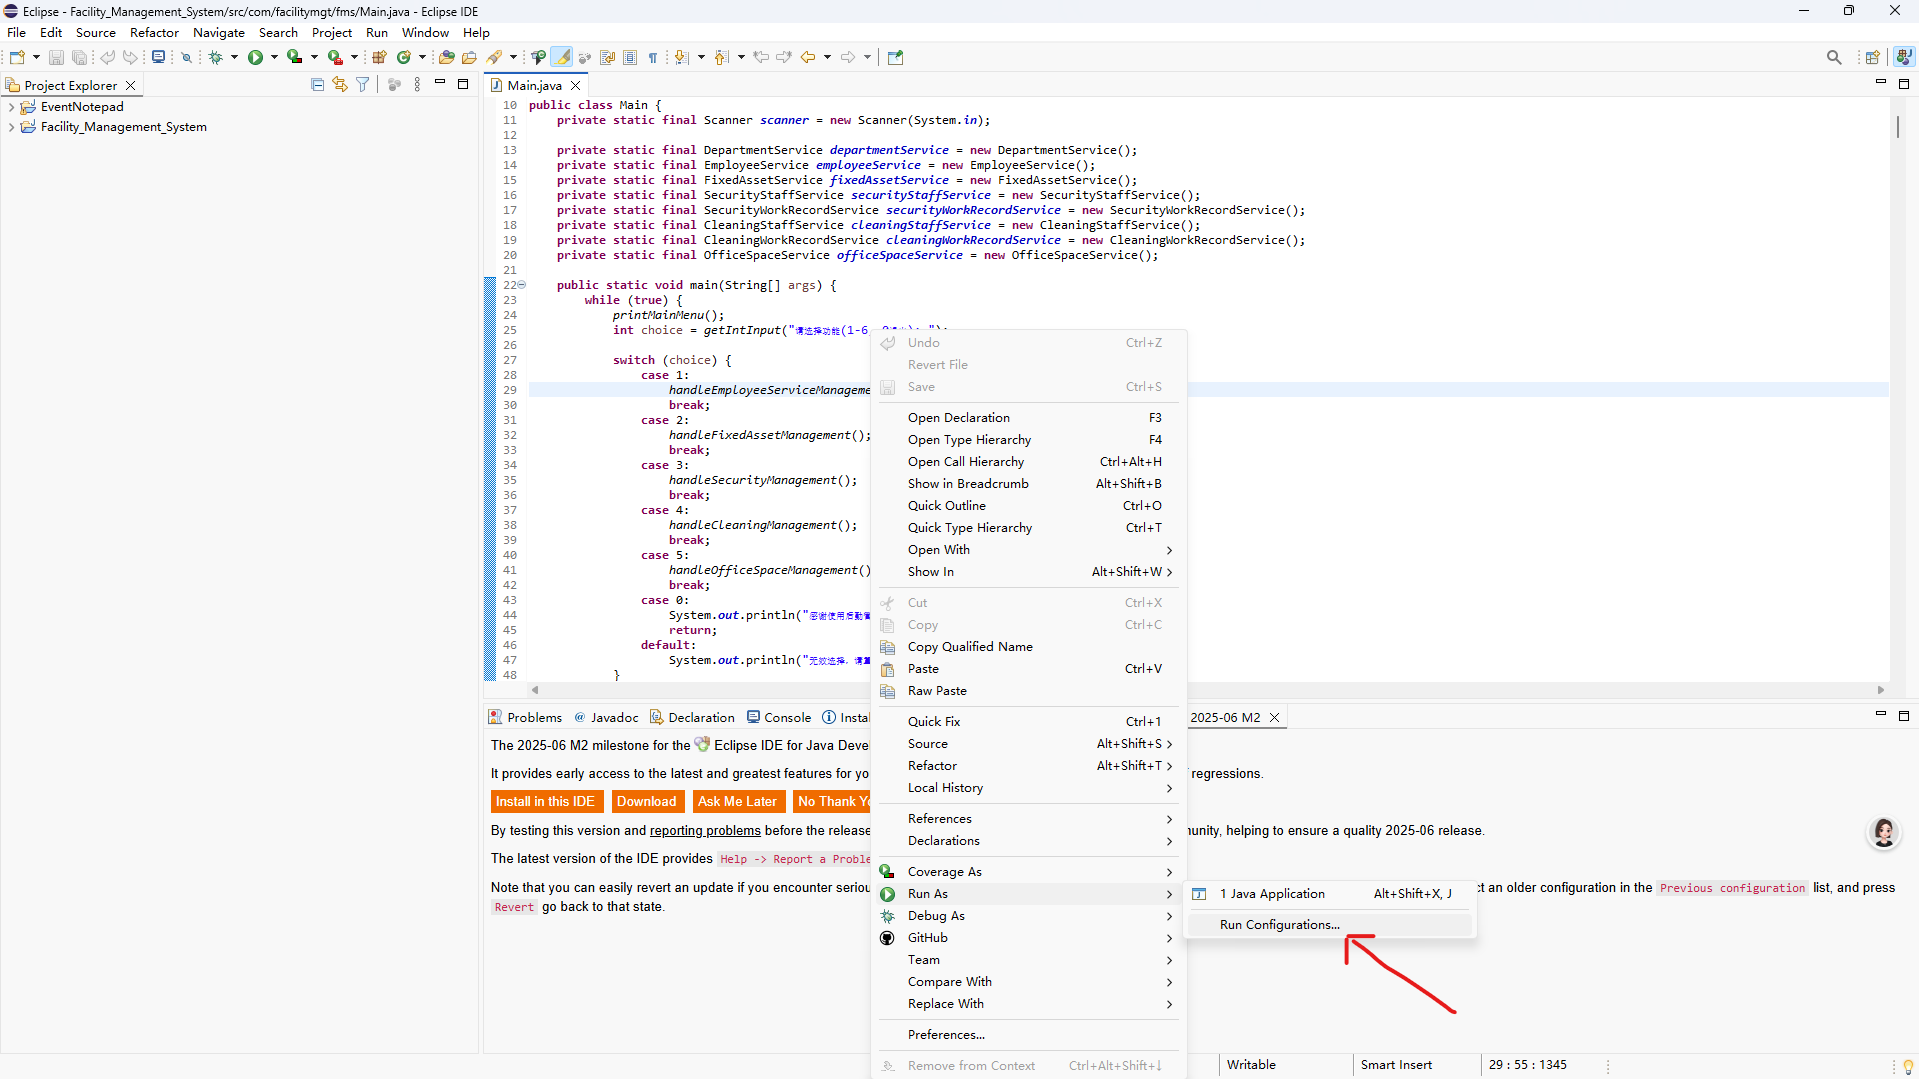 Eclipse - Facility_Management_System/src/com/facilitymgt/fms/Main.java - Eclipse IDE
File Edit Source Refactor Navigate Search Project Run Window Help
Project Explorer
EventNotepad
Facility_Management_System
Main.java
10 public class Main {
11 private static final Scanner scanner = new Scanner(System.in);
12
13 private static final DepartmentService departmentService = new DepartmentService();
14 private static final EmployeeService employeeService = new EmployeeService();
15 private static final FixedAssetService fixedAssetService = new FixedAssetService();
16 private static final SecurityStaffService securityStaffService = new SecurityStaffService();
17 private static final SecurityWorkRecordService securityWorkRecordService = new SecurityWorkRecordService();
18 private static final CleaningStaffService cleaningStaffService = new CleaningStaffService();
19 private static final CleaningWorkRecordService cleaningWorkRecordService = new CleaningWorkRecordService();
20 private static final OfficeSpaceService officeSpaceService = new OfficeSpaceService();
21
22 public static void main(String[] args) {
23 while (true) {
24 printMainMenu();
25 int choice = getIntInput("请选择功能(1-6
26
27 switch (choice) {
28 case 1:
29 handleEmployeeServiceManageme
30 break;
31 case 2:
32 handleFixedAssetManagement();
33 break;
34 case 3:
35 handleSecurityManagement();
36 break;
37 case 4:
38 handleCleaningManagement();
39 break;
40 case 5:
41 handleOfficeSpaceManagement()
42 break;
43 case 0:
44 System.out.println("感谢使用后勤
45 return;
46 default:
47 System.out.println("无效选择，请
48 }
Undo Ctrl+Z
Revert File
Save Ctrl+S
Open Declaration F3
Open Type Hierarchy F4
Open Call Hierarchy Ctrl+Alt+H
Show in Breadcrumb Alt+Shift+B
Quick Outline Ctrl+O
Quick Type Hierarchy Ctrl+T
Open With
Show In Alt+Shift+W
Cut Ctrl+X
Copy Ctrl+C
Copy Qualified Name
Paste Ctrl+V
Raw Paste
Quick Fix Ctrl+1
Source Alt+Shift+S
Refactor Alt+Shift+T
Local History
References
Declarations
Coverage As
Run As
Debug As
GitHub
Team
Compare With
Replace With
Preferences...
Remove from Context Ctrl+Alt+Shift+↓
1 Java Application Alt+Shift+X, J
Run Configurations...
Problems Javadoc Declaration Console Instal 2025-06 M2
The 2025-06 M2 milestone for the Eclipse IDE for Java Devel
It provides early access to the latest and greatest features for yo regressions.
Install in this IDE Download Ask Me Later No Thank Yo
By testing this version and reporting problems before the release unity, helping to ensure a quality 2025-06 release.
The latest version of the IDE provides Help -> Report a Proble
Note that you can easily revert an update if you encounter seriou ct an older configuration in the Previous configuration list, and press
Revert go back to that state.
Writable Smart Insert 29 : 55 : 1345